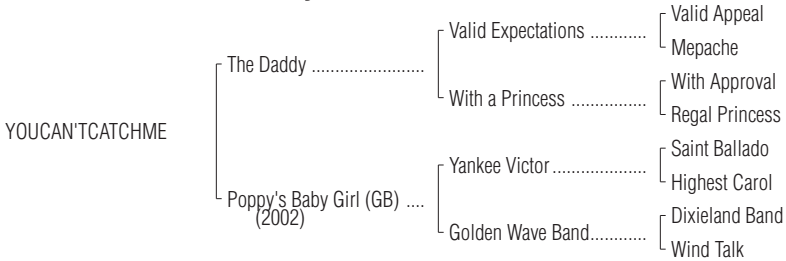 Valid Appeal
Valid Expectations ............
Mepache
The Daddy ........................
With Approval
With a Princess ................
Regal Princess
YOUCAN'TCATCHME
Saint Ballado
Yankee Victor ....................
Highest Carol
Poppy's Baby Girl (GB) ....
(2002)
Dixieland Band
Golden Wave Band............
Wind Talk